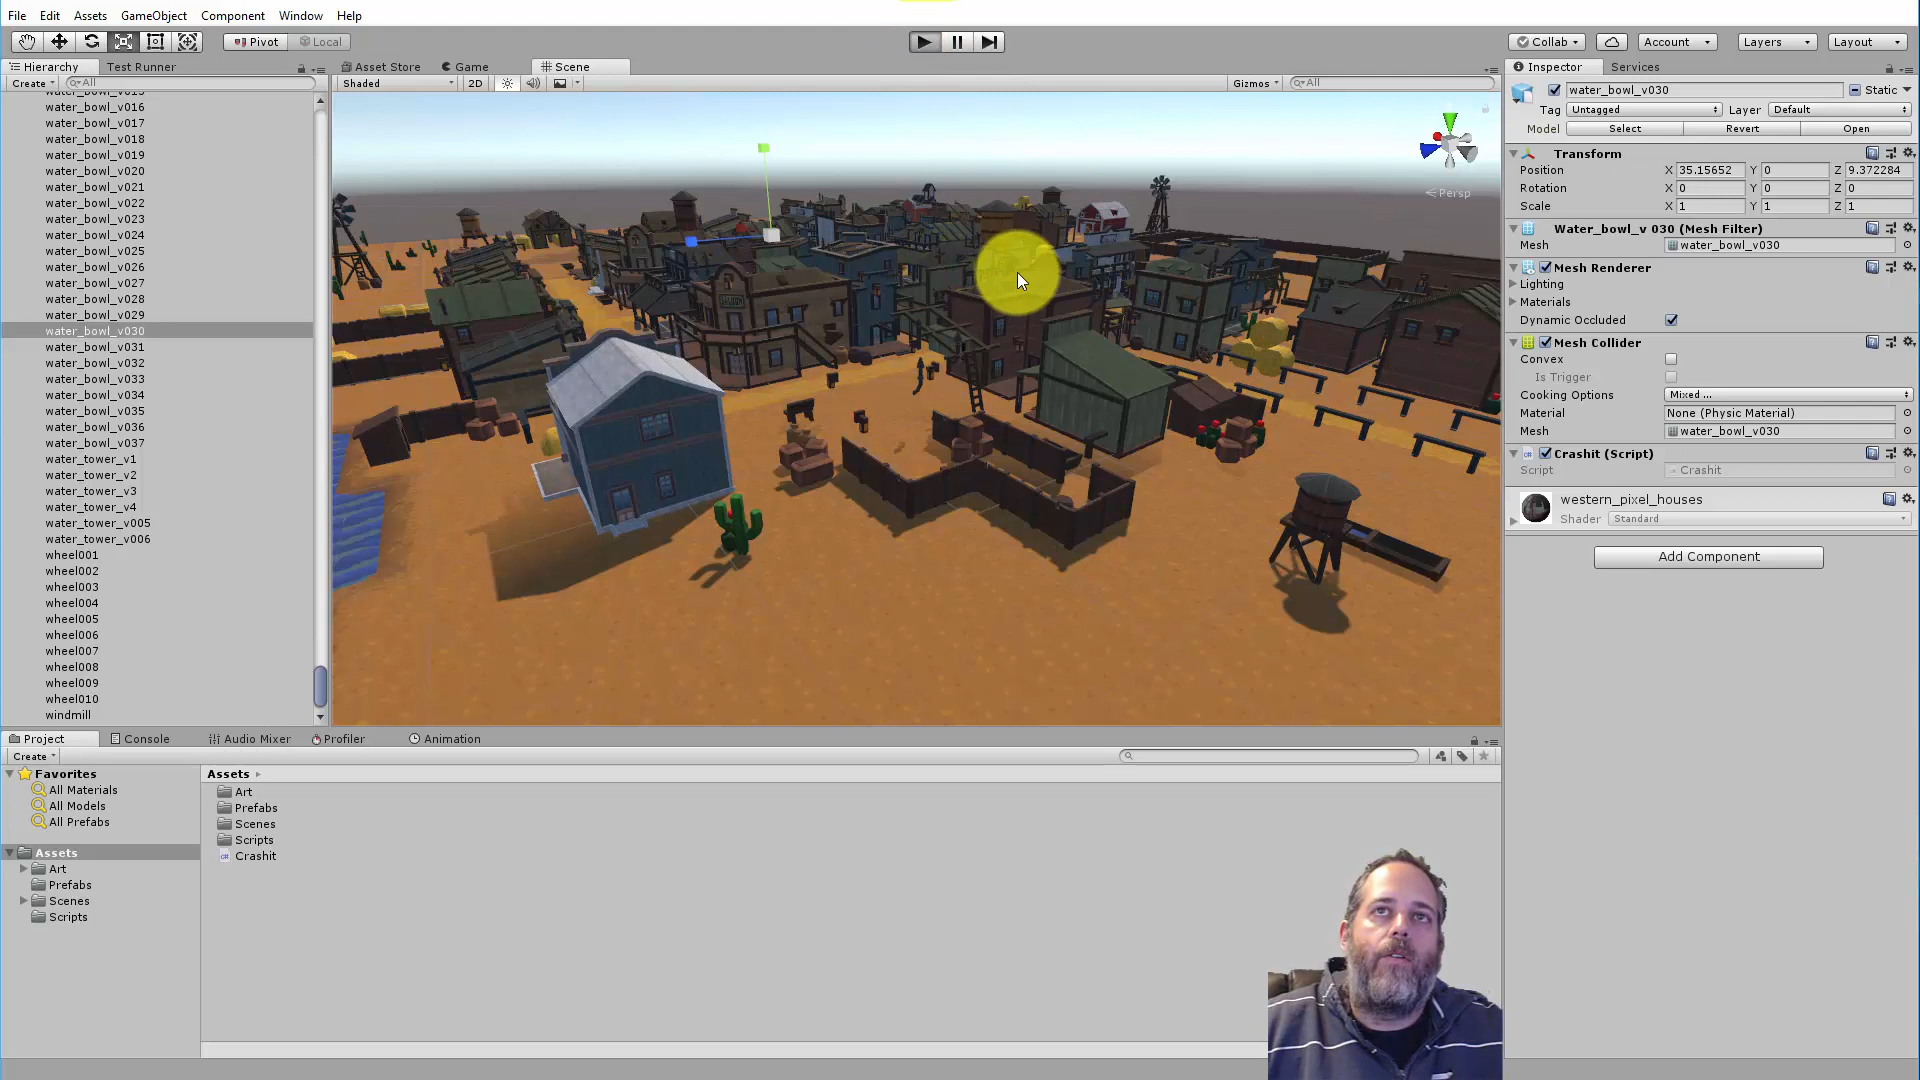 File Edit Assets GameObject Component Window Help
Pivot Local Collab Account Layers Layout
Hierarchy Test Runner
Create All
water_bowl_v015
water_bowl_v016
water_bowl_v017
water_bowl_v018
water_bowl_v019
water_bowl_v020
water_bowl_v021
water_bowl_v022
water_bowl_v023
water_bowl_v024
water_bowl_v025
water_bowl_v026
water_bowl_v027
water_bowl_v028
water_bowl_v029
water_bowl_v030
water_bowl_v031
water_bowl_v032
water_bowl_v033
water_bowl_v034
water_bowl_v035
water_bowl_v036
water_bowl_v037
water_tower_v1
water_tower_v2
water_tower_v3
water_tower_v4
water_tower_v005
water_tower_v006
wheel001
wheel002
wheel003
wheel004
wheel005
wheel006
wheel007
wheel008
wheel009
wheel010
windmill
Asset Store Game Scene
Shaded 2D Gizmos All
Persp
Inspector Services
water_bowl_v030 Static
Tag Untagged Layer Default
Model Select Revert Open
Transform
Position X 35.15652 Y 0 Z 9.372284
Rotation X 0 Y 0 Z 0
Scale X 1 Y 1 Z 1
Water_bowl_v 030 (Mesh Filter)
Mesh water_bowl_v030
Mesh Renderer
Lighting
Materials
Dynamic Occluded
Mesh Collider
Convex
Is Trigger
Cooking Options Mixed ...
Material None (Physic Material)
Mesh water_bowl_v030
Crashit (Script)
Script Crashit
western_pixel_houses
Shader Standard
Add Component
Project Console Audio Mixer Profiler Animation
Create
Favorites
All Materials
All Models
All Prefabs
Assets
Art
Prefabs
Scenes
Scripts
Assets
Art
Prefabs
Scenes
Scripts
Crashit